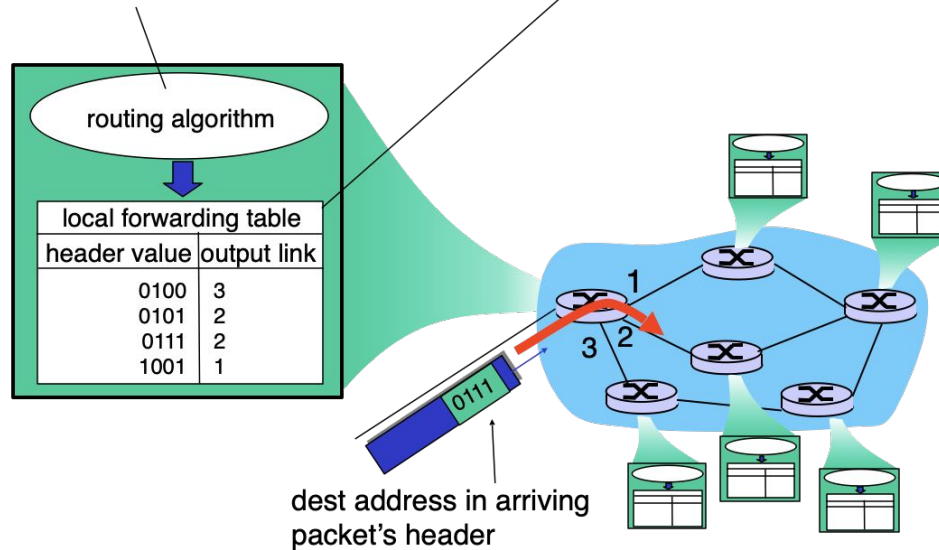 routing algorithm
local forwarding table
header value output link
0100 3
0101 2
0111 2
1001 1
1
2
3
0111
dest address in arriving
packet's header